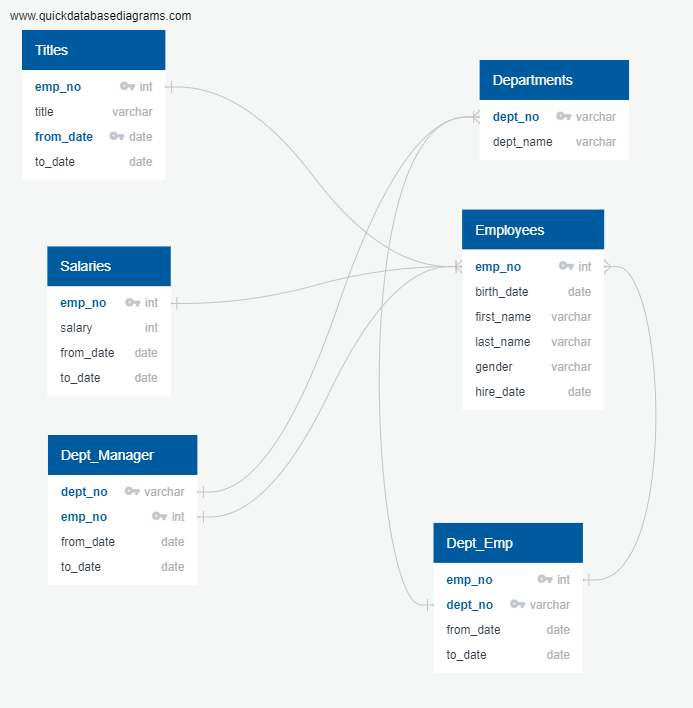 www.quickdatabasediagrams.com
Titles
emp_no int
title varchar
from_date date
to_date date
Departments
dept_no varchar
dept_name varchar
Employees
emp_no int
birth_date date
first_name varchar
last_name varchar
gender varchar
hire_date date
Salaries
emp_no int
salary int
from_date date
to_date date
Dept_Manager
dept_no varchar
emp_no int
from_date date
to_date date
Dept_Emp
emp_no int
dept_no varchar
from_date date
to_date date